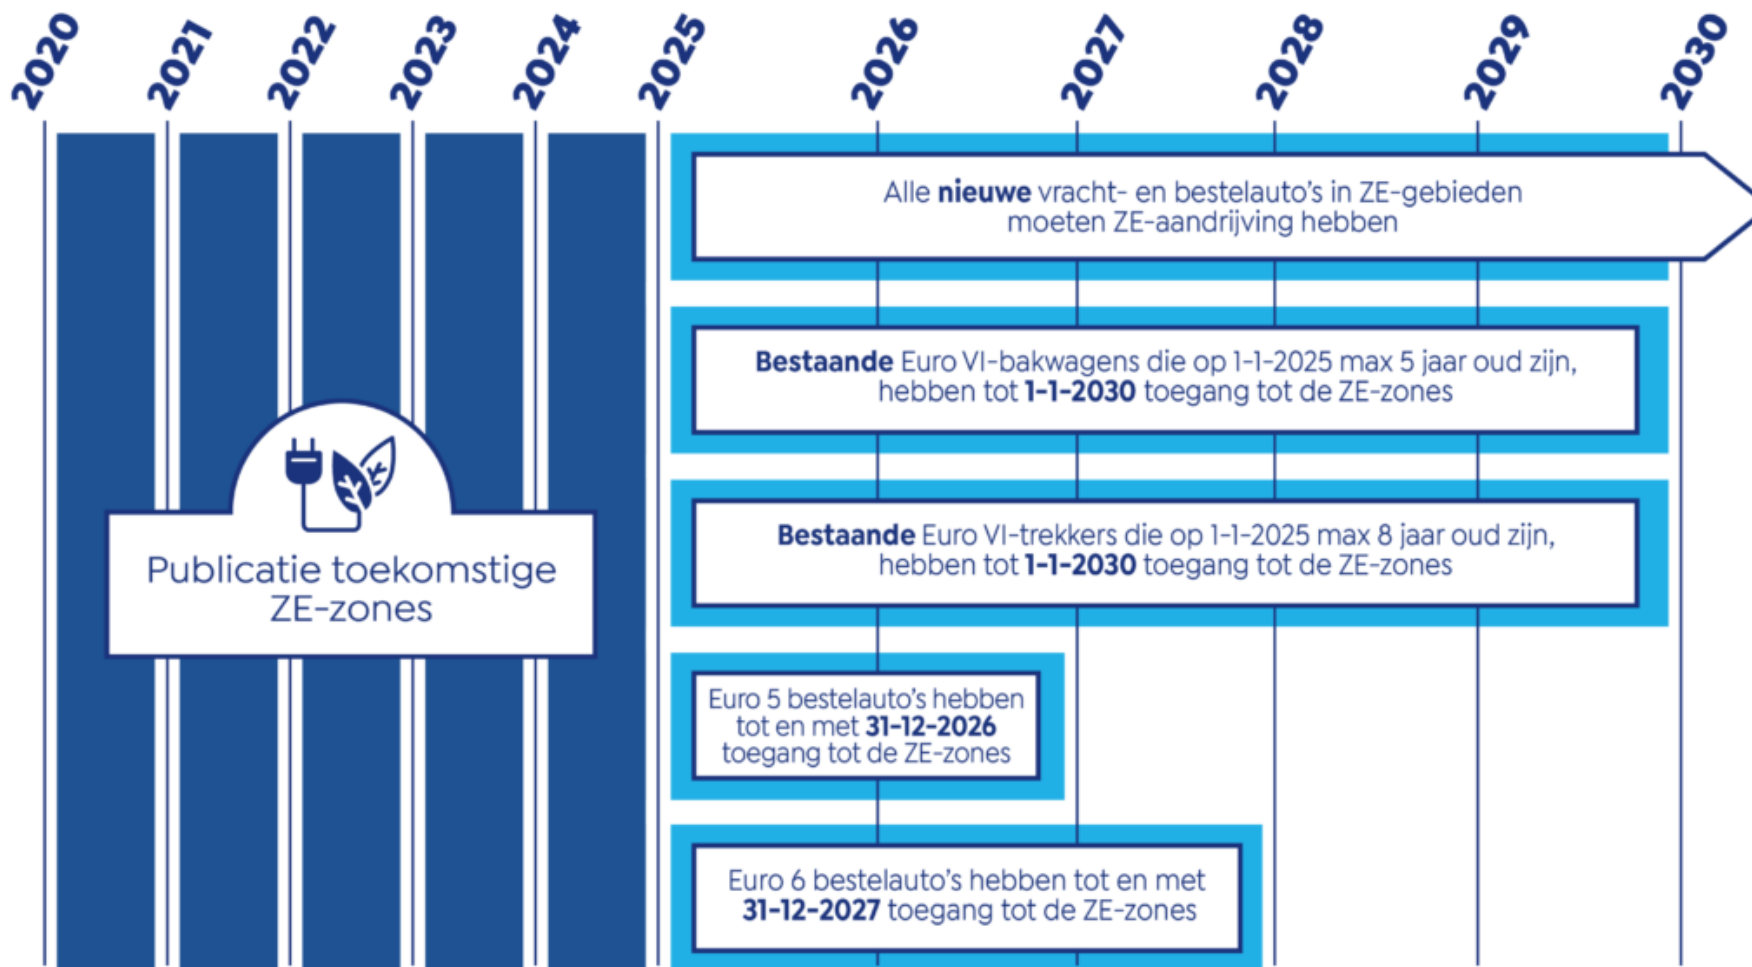 2020
2021
2022
2023
2024
2025
2026
2027
2028
2029
2030
Alle nieuwe vracht- en bestelauto's in ZE-gebieden
moeten ZE-aandrijving hebben
Bestaande Euro VI-bakwagens die op 1-1-2025 max 5 jaar oud zijn,
hebben tot 1-1-2030 toegang tot de ZE-zones
Bestaande Euro VI-trekkers die op 1-1-2025 max 8 jaar oud zijn,
hebben tot 1-1-2030 toegang tot de ZE-zones
Publicatie toekomstige
ZE-zones
Euro 5 bestelauto's hebben
tot en met 31-12-2026
toegang tot de ZE-zones
Euro 6 bestelauto's hebben tot en met
31-12-2027 toegang tot de ZE-zones